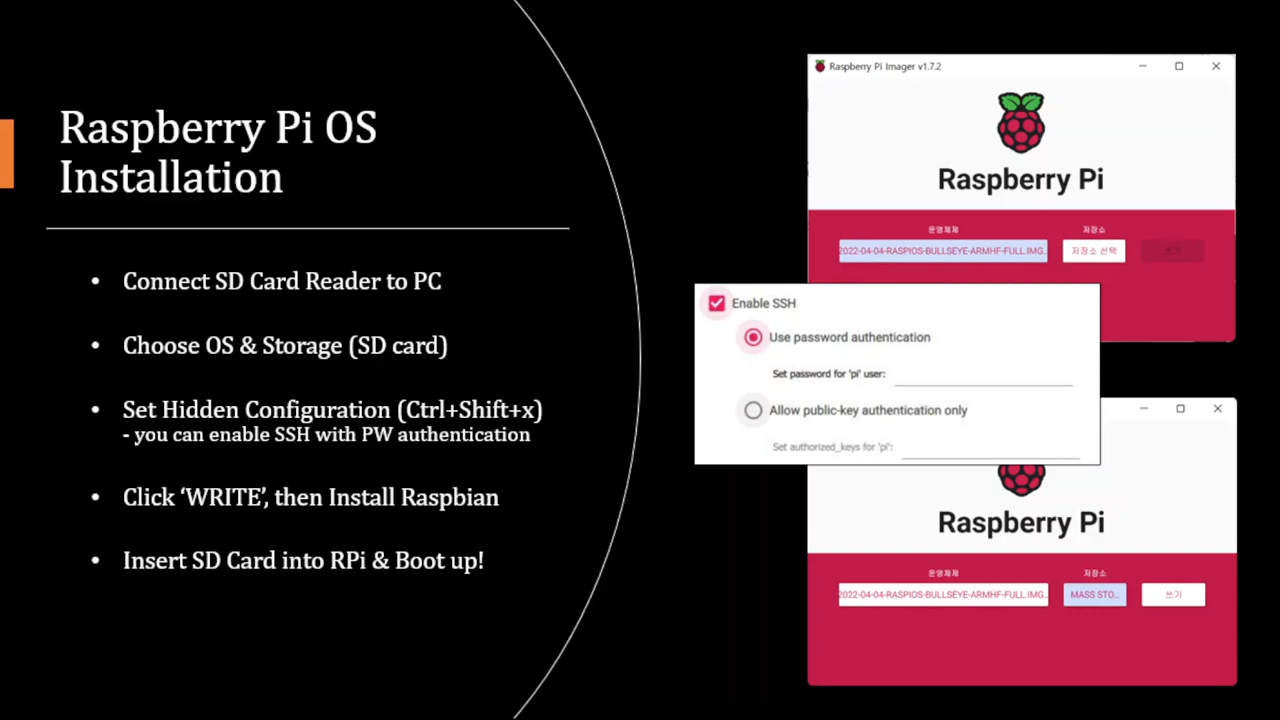 Raspberry Pi OS
Installation
• Connect SD Card Reader to PC
• Choose OS & Storage (SD card)
• Set Hidden Configuration (Ctrl+Shift+x)
- you can enable SSH with PW authentication
• Click ‘WRITE’, then Install Raspbian
• Insert SD Card into RPi & Boot up!
Raspberry Pi Imager v1.7.2
Raspberry Pi
운영체제 저장소
2022-04-04-RASPIOS-BULLSEYE-ARMHF-FULL.IMG... 저장소 선택 쓰기
Enable SSH
Use password authentication
Set password for 'pi' user:
Allow public-key authentication only
Set authorized_keys for 'pi':
Raspberry Pi
운영체제 저장소
2022-04-04-RASPIOS-BULLSEYE-ARMHF-FULL.IMG... MASS STO... 쓰기